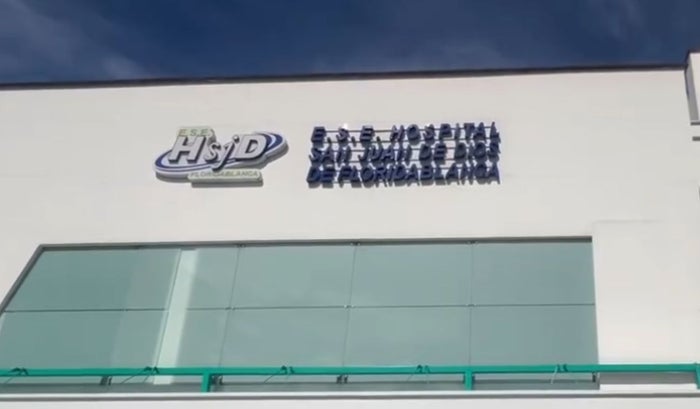 E.S.E
HSjD
FLORIDABLANCA
E. S. E. HOSPITAL
SAN JUAN DE DIOS
DE FLORIDABLANCA